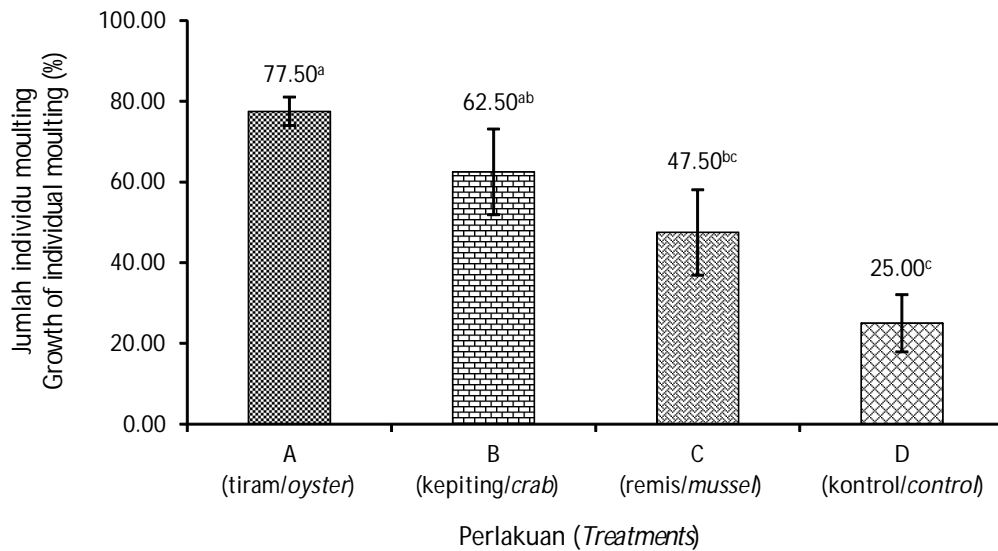 Jumlah individu moulting
Growth of individual moulting (%)
100.00
80.00
60.00
40.00
20.00
0.00
77.50ᵃ
62.50ᵃᵇ
47.50ᵇᶜ
25.00ᶜ
A
(tiram/oyster)
B
(kepiting/crab)
C
(remis/mussel)
D
(kontrol/control)
Perlakuan (Treatments)